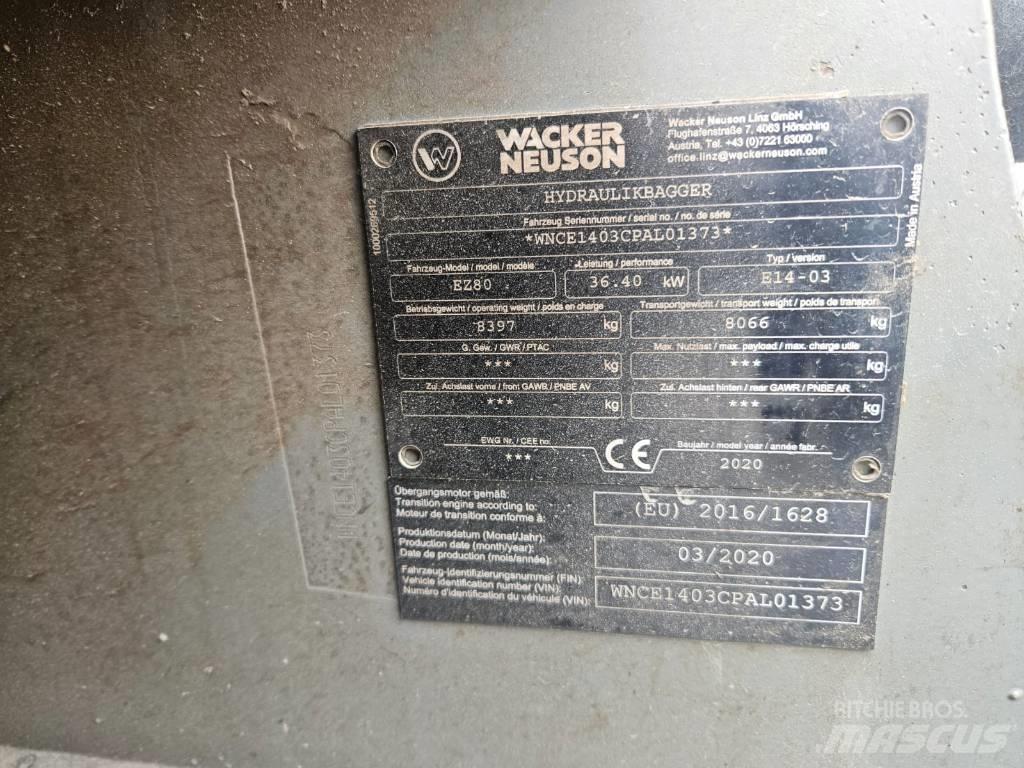 WACKER
NEUSON
Wacker Neuson Linz GmbH
Flughafenstraße 7, 4063 Hörsching
Austria, Tel. +43 (0)7221 63000
office.linz@wackerneuson.com
HYDRAULIKBAGGER
Fahrzeug Seriennummer / serial no. / no. de série
*WNCE1403CPAL01373*
Fahrzeug-Model / model / modèle
Leistung / performance
Typ / version
EZ80
36.40 kW
E14-03
Betriebsgewicht / operating weight / poids en charge
Transportgewicht / transport weight / poids de transport
8397 kg
8066 kg
G. Gew. / GWR / PTAC
Max. Nutzlast / max. payload / max. charge utile
*** kg
*** kg
Zul. Achslast vorne / front GAWR / PNBE AV
Zul. Achslast hinten / rear GAWR / PNBE AR
*** kg
*** kg
EWG Nr. / CEE no.
***
CE
Baujahr / model year / année fabr.
2020
Made in Austria
Übergangsmotor gemäß:
Transition engine according to:
Moteur de transition conforme à:
(EU) 2016/1628
Produktionsdatum (Monat/Jahr):
Production date (month/year):
Date de production (mois/année):
03/2020
Fahrzeug-Identifizierungsnummer (FIN):
Vehicle identification number (VIN):
Numéro d'identification du véhicule (VIN):
WNCE1403CPAL01373
RITCHIE BROS.
MASCUS